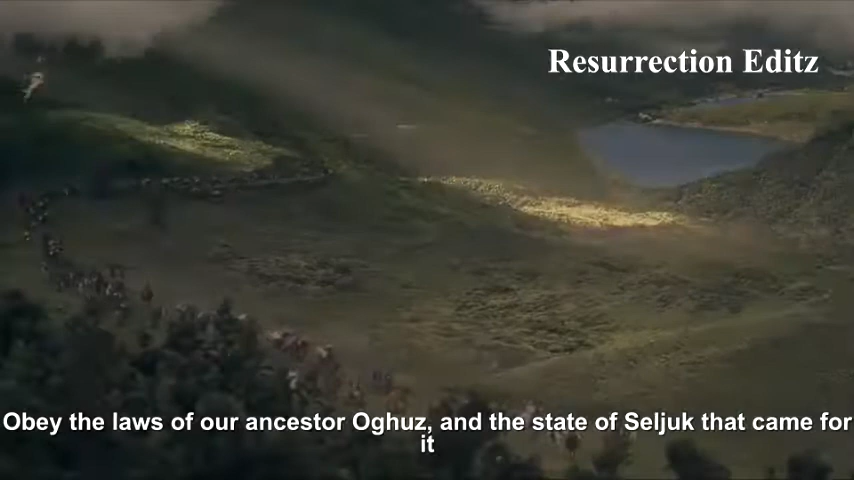 Resurrection Editz
Obey the laws of our ancestor Oghuz, and the state of Seljuk that came for
it